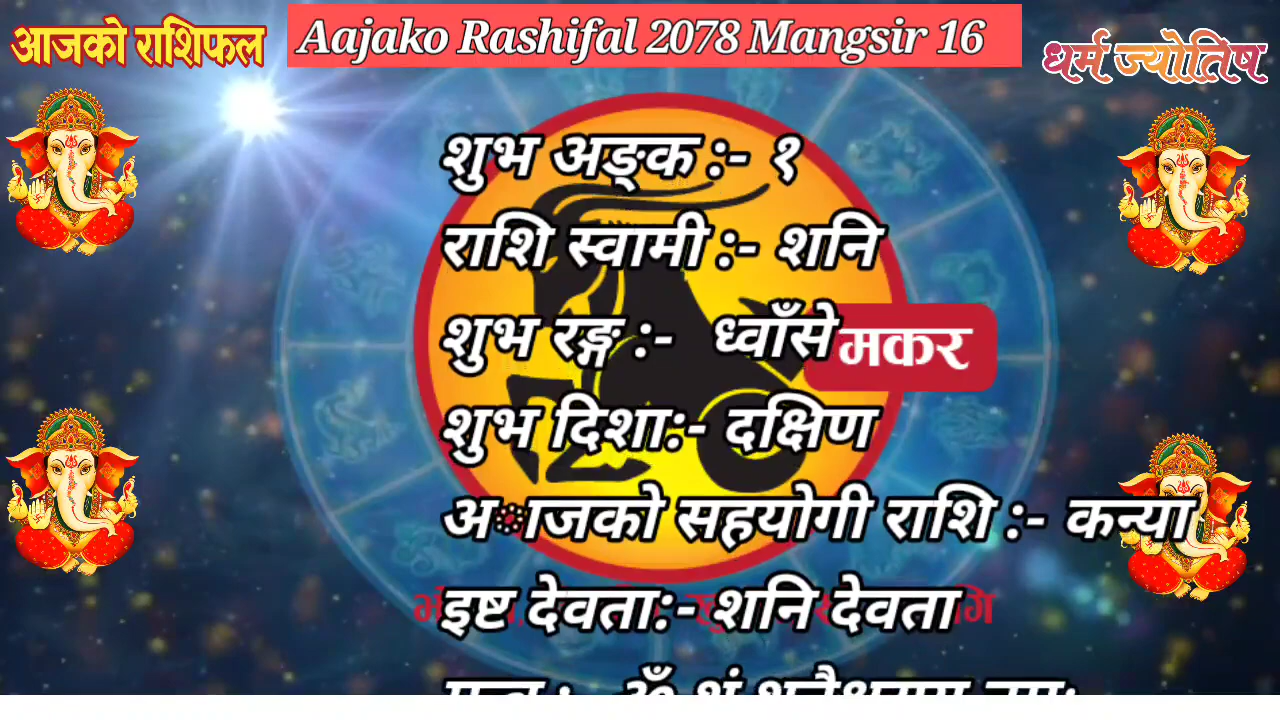 आजको राशिफल
Aajako Rashifal 2078 Mangsir 16
धर्म ज्योतिष
शुभ अङ्क :- १
राशि स्वामी :- शनि
शुभ रङ्ग :- ध्वाँसे
मकर
शुभ दिशा:- दक्षिण
अाजको सहयोगी राशि :- कन्या
इष्ट देवता:- शनि देवता